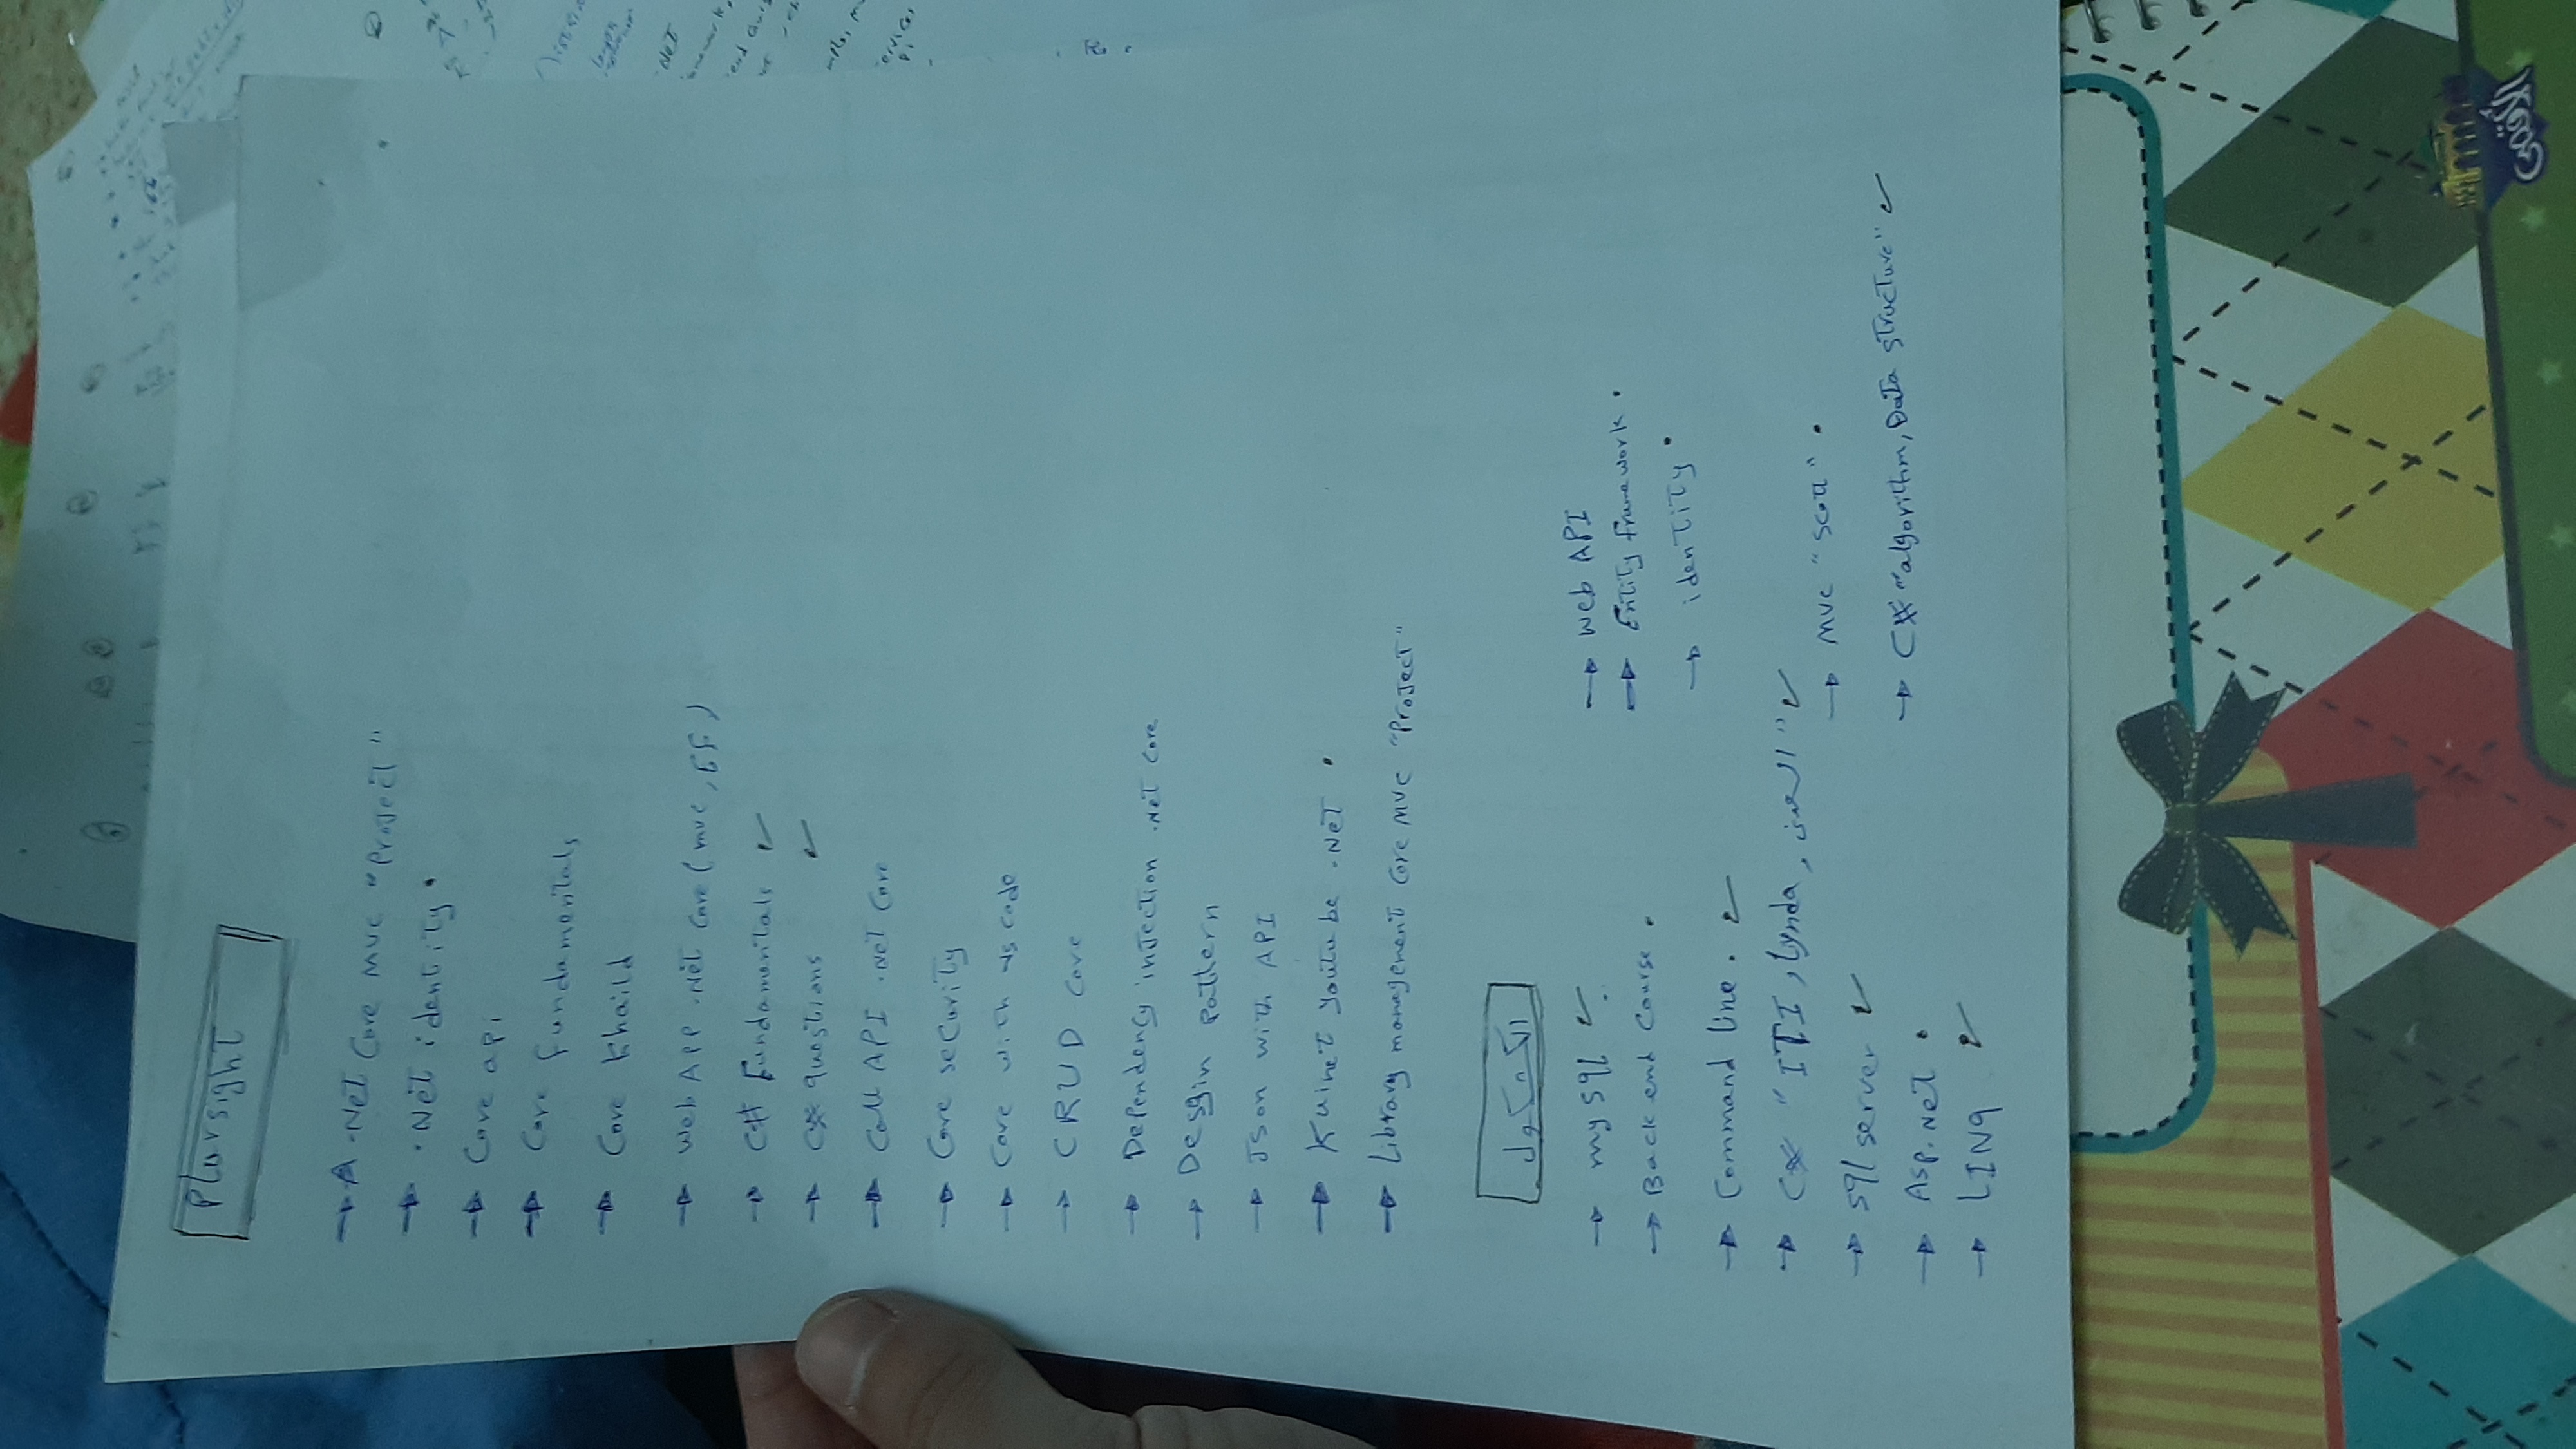 Plursight
A .NeT Core MVC "ProJecT"
.Net identity
Core api
Core fundamentals
Core Khaild
Web APP .Net Core (mvc, EF)
C# Fundamentals ✓
C# questions ✓
Call API .NeT Core
Core security
Core with vs code
CRUD Core
Dependency inJection .NeT Core
Desgin pattern
Json with API
Youtube .NeT
Library management Core MVC "ProJecT"
الكشكول
my sql ✓
Back end Course
Command line. ✓
C# "ITI, Lynda, " ✓
sql server ✓
Asp.NeT
LINq ✓
Web API
Entity framework
identity
MVC "Scott"
C# "algorithm, Data structure" ✓
.NeT
الأقصى